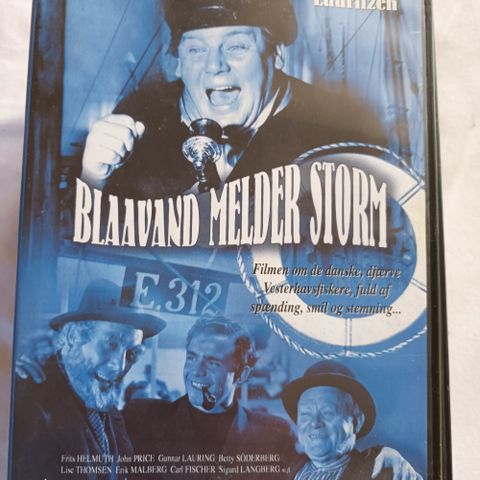 Lauritzen
BLAAVAND MELDER STORM
Filmen om de danske, djærve
Vesterhavsfiskere, fuld af
spænding, smil og stemning...
E.312
Frits HELMUTH John PRICE Gunnar LAURING Betty SÖDERBERG
Lise THOMSEN Erik MALBERG Carl FISCHER Sigurd LANGBERG m.fl